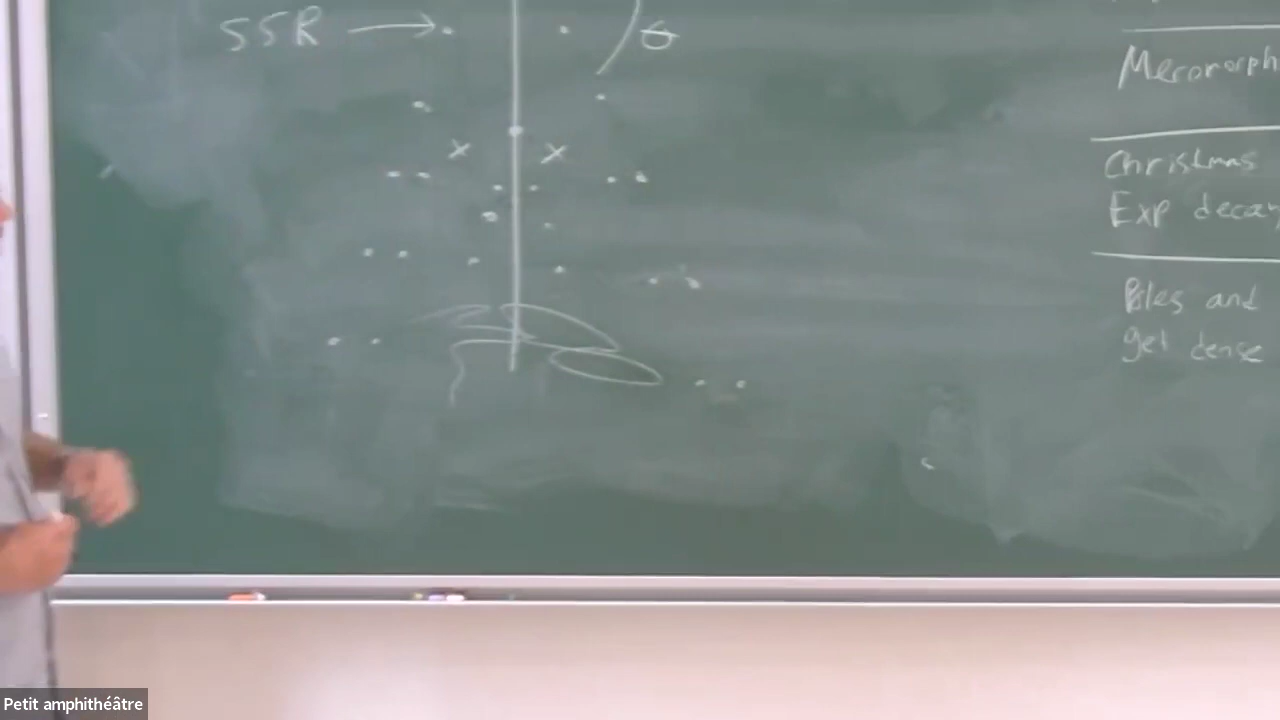 SSR →
Meromorph
Christmas
Exp decay
Poles and
get dense
Petit amphithéâtre